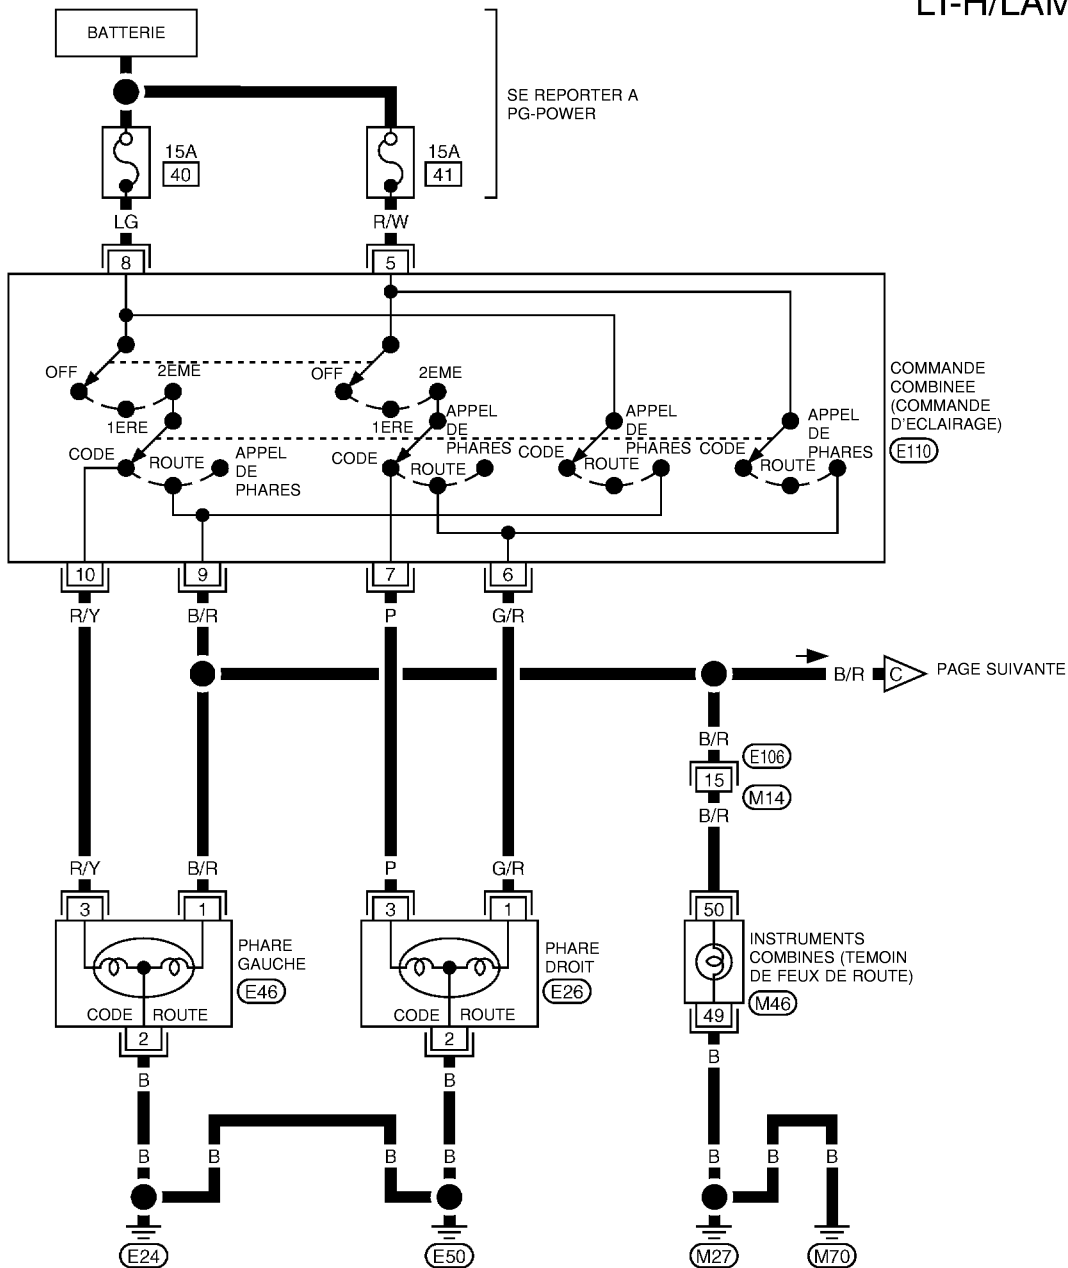 LT-H/LAM
BATTERIE
SE REPORTER A
PG-POWER
15A
40
15A
41
LG
R/W
8
5
OFF
2EME
1ERE
OFF
2EME
1ERE
CODE
ROUTE
APPEL
DE
PHARES
CODE
ROUTE
APPEL
DE
PHARES
CODE
ROUTE
APPEL
DE
PHARES
CODE
ROUTE
APPEL
DE
PHARES
COMMANDE
COMBINEE
(COMMANDE
D'ECLAIRAGE)
E110
10
9
7
6
R/Y
B/R
P
G/R
B/R
C
PAGE SUIVANTE
B/R
E106
15
M14
B/R
R/Y
B/R
P
G/R
3
1
3
1
50
PHARE
GAUCHE
E46
CODE
ROUTE
PHARE
DROIT
E26
CODE
ROUTE
INSTRUMENTS
COMBINES (TEMOIN
DE FEUX DE ROUTE)
M46
2
2
49
B
B
B
B
B
B
B
B
B
B
E24
E50
M27
M70